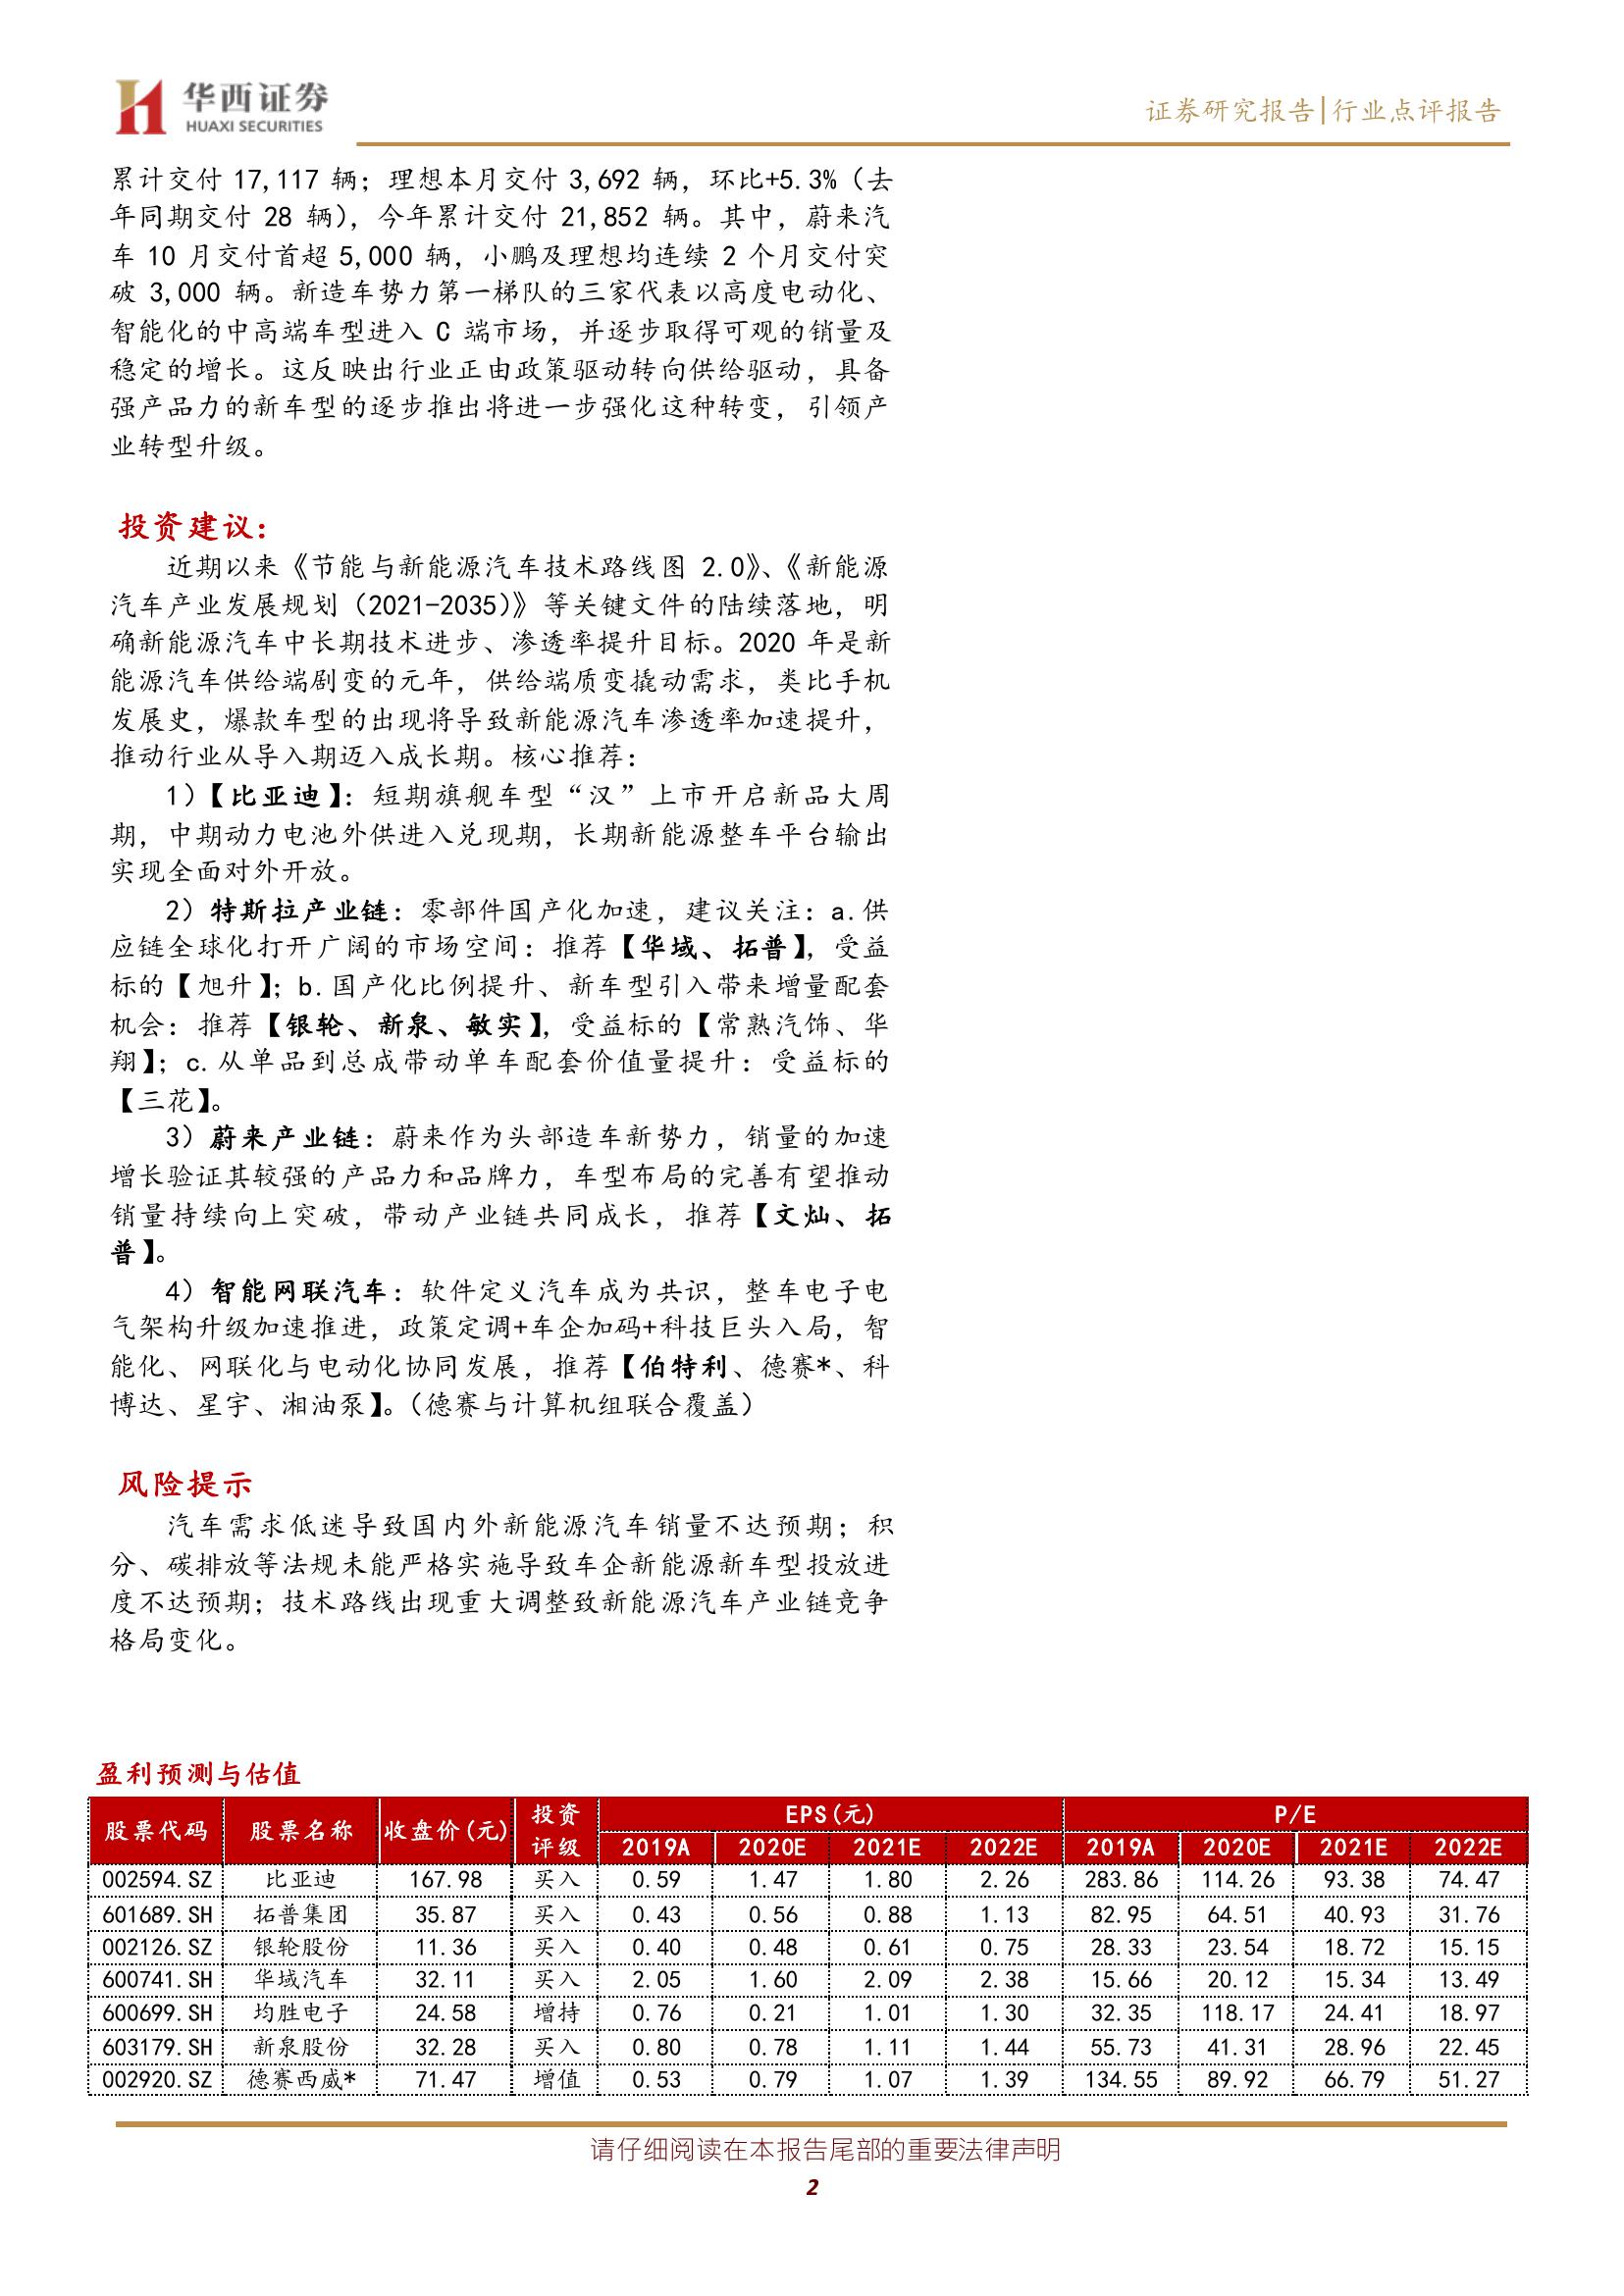 华西证券
HUAXI SECURITIES
证券研究报告|行业点评报告
累计交付 17,117 辆；理想本月交付 3,692 辆，环比+5.3%（去
年同期交付 28 辆），今年累计交付 21,852 辆。其中，蔚来汽
车 10 月交付首超 5,000 辆，小鹏及理想均连续 2 个月交付突
破 3,000 辆。新造车势力第一梯队的三家代表以高度电动化、
智能化的中高端车型进入 C 端市场，并逐步取得可观的销量及
稳定的增长。这反映出行业正由政策驱动转向供给驱动，具备
强产品力的新车型的逐步推出将进一步强化这种转变，引领产
业转型升级。
投资建议：
近期以来《节能与新能源汽车技术路线图 2.0》、《新能源
汽车产业发展规划（2021-2035）》等关键文件的陆续落地，明
确新能源汽车中长期技术进步、渗透率提升目标。2020 年是新
能源汽车供给端剧变的元年，供给端质变撬动需求，类比手机
发展史，爆款车型的出现将导致新能源汽车渗透率加速提升，
推动行业从导入期迈入成长期。核心推荐：
1）【比亚迪】：短期旗舰车型“汉”上市开启新品大周
期，中期动力电池外供进入兑现期，长期新能源整车平台输出
实现全面对外开放。
2）特斯拉产业链：零部件国产化加速，建议关注：a.供
应链全球化打开广阔的市场空间：推荐【华域、拓普】，受益
标的【旭升】；b.国产化比例提升、新车型引入带来增量配套
机会：推荐【银轮、新泉、敏实】，受益标的【常熟汽饰、华
翔】；c.从单品到总成带动单车配套价值量提升：受益标的
【三花】。
3）蔚来产业链：蔚来作为头部造车新势力，销量的加速
增长验证其较强的产品力和品牌力，车型布局的完善有望推动
销量持续向上突破，带动产业链共同成长，推荐【文灿、拓
普】。
4）智能网联汽车：软件定义汽车成为共识，整车电子电
气架构升级加速推进，政策定调+车企加码+科技巨头入局，智
能化、网联化与电动化协同发展，推荐【伯特利、德赛*、科
博达、星宇、湘油泵】。（德赛与计算机组联合覆盖）
风险提示
汽车需求低迷导致国内外新能源汽车销量不达预期；积
分、碳排放等法规未能严格实施导致车企新能源新车型投放进
度不达预期；技术路线出现重大调整致新能源汽车产业链竞争
格局变化。
盈利预测与估值
股票代码 股票名称 收盘价(元) 投资评级 EPS(元) P/E
2019A 2020E 2021E 2022E 2019A 2020E 2021E 2022E
002594.SZ 比亚迪 167.98 买入 0.59 1.47 1.80 2.26 283.86 114.26 93.38 74.47
601689.SH 拓普集团 35.87 买入 0.43 0.56 0.88 1.13 82.95 64.51 40.93 31.76
002126.SZ 银轮股份 11.36 买入 0.40 0.48 0.61 0.75 28.33 23.54 18.72 15.15
600741.SH 华域汽车 32.11 买入 2.05 1.60 2.09 2.38 15.66 20.12 15.34 13.49
600699.SH 均胜电子 24.58 增持 0.76 0.21 1.01 1.30 32.35 118.17 24.41 18.97
603179.SH 新泉股份 32.28 买入 0.80 0.78 1.11 1.44 55.73 41.31 28.96 22.45
002920.SZ 德赛西威* 71.47 增值 0.53 0.79 1.07 1.39 134.55 89.92 66.79 51.27
请仔细阅读在本报告尾部的重要法律声明
2